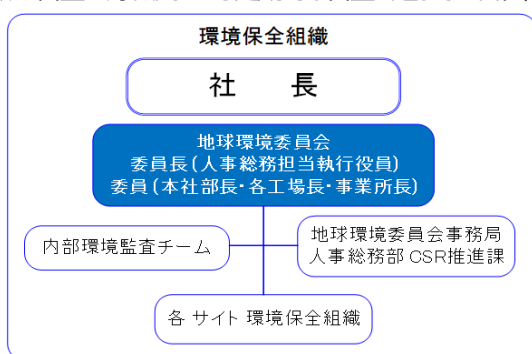 環境保全組織
社　長
地球環境委員会
委員長(人事総務担当執行役員)
委員(本社部長・各工場長・事業所長)
内部環境監査チーム
地球環境委員会事務局
人事総務部 CSR推進課
各 サイト 環境保全組織